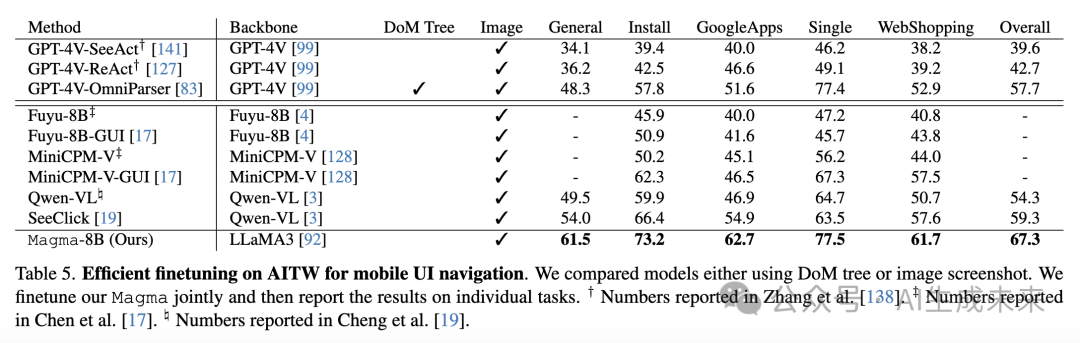 Method Backbone DoM Tree Image General Install GoogleApps Single WebShopping Overall
GPT-4V-SeeAct† [141] GPT-4V [99] ✓ 34.1 39.4 40.0 46.2 38.2 39.6
GPT-4V-ReAct† [127] GPT-4V [99] ✓ 36.2 42.5 46.6 49.1 39.2 42.7
GPT-4V-OmniParser [83] GPT-4V [99] ✓ ✓ 48.3 57.8 51.6 77.4 52.9 57.7
Fuyu-8B‡ Fuyu-8B [4] ✓ - 45.9 40.0 47.2 40.8 -
Fuyu-8B-GUI [17] Fuyu-8B [4] ✓ - 50.9 41.6 45.7 43.8 -
MiniCPM-V‡ MiniCPM-V [128] ✓ - 50.2 45.1 56.2 44.0 -
MiniCPM-V-GUI [17] MiniCPM-V [128] ✓ - 62.3 46.5 67.3 57.5 -
Qwen-VL♮ Qwen-VL [3] ✓ 49.5 59.9 46.9 64.7 50.7 54.3
SeeClick [19] Qwen-VL [3] ✓ 54.0 66.4 54.9 63.5 57.6 59.3
Magma-8B (Ours) LLaMA3 [92] ✓ 61.5 73.2 62.7 77.5 61.7 67.3
Table 5. Efficient finetuning on AITW for mobile UI navigation. We compared models either using DoM tree or image screenshot. We
finetune our Magma jointly and then report the results on individual tasks. † Numbers reported in Zhang et al. [138]. ‡ Numbers reported
in Chen et al. [17]. ♮ Numbers reported in Cheng et al. [19].
公众号 · AI生成未来